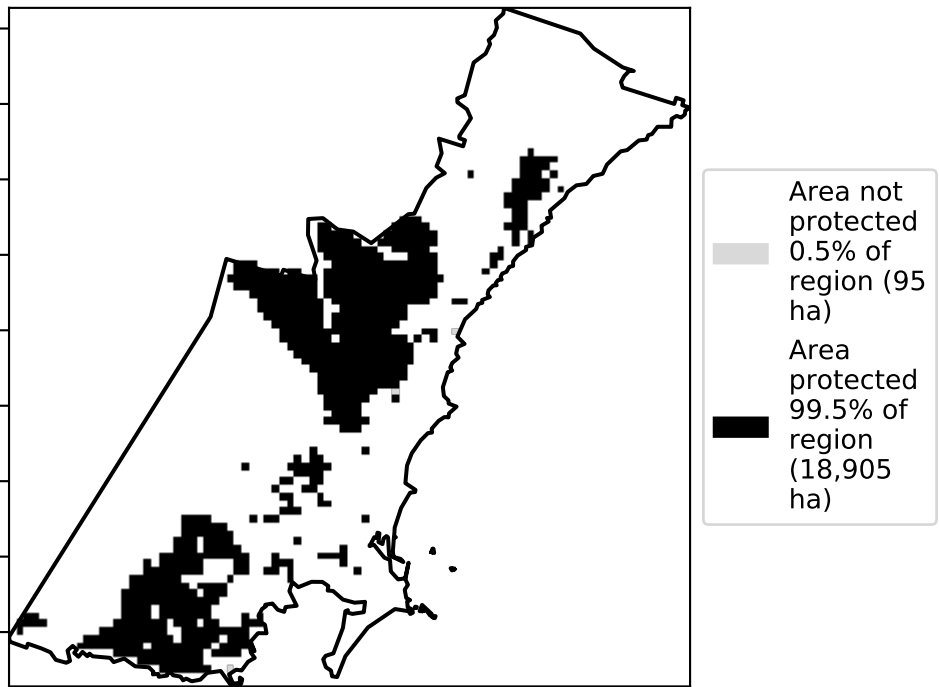 Area not
protected
0.5% of
region (95
ha)
Area
protected
99.5% of
region
(18,905
ha)